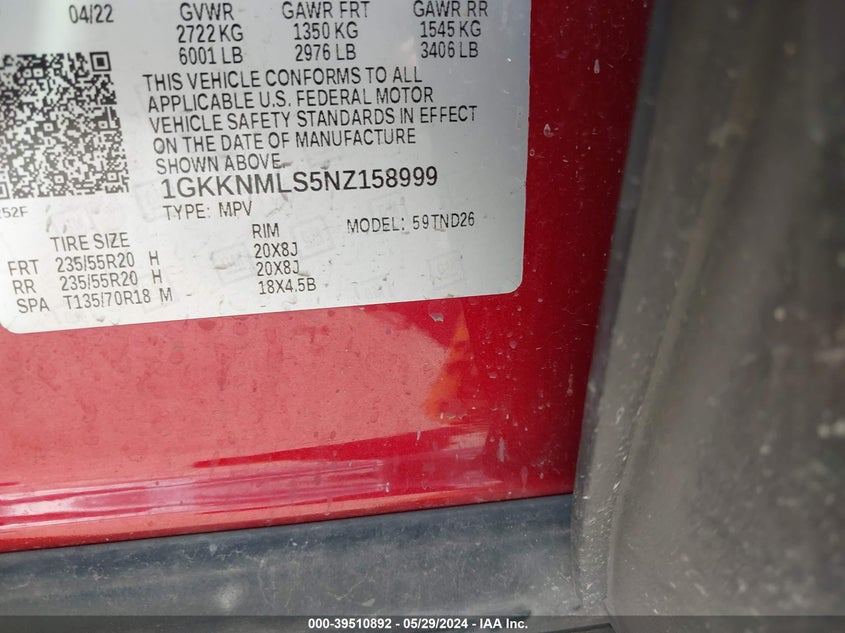 04/22 GVWR GAWR FRT GAWR RR
2722 KG 1350 KG 1545 KG
6001 LB 2976 LB 3406 LB
THIS VEHICLE CONFORMS TO ALL
APPLICABLE U.S. FEDERAL MOTOR
VEHICLE SAFETY STANDARDS IN EFFECT
ON THE DATE OF MANUFACTURE
SHOWN ABOVE.
1GKKNMLS5NZ158999
TYPE: MPV MODEL: 59TND26
TIRE SIZE RIM
FRT 235/55R20 H 20X8J
RR 235/55R20 H 20X8J
SPA T135/70R18 M 18X4.5B
000-39510892 - 05/29/2024 - IAA Inc.